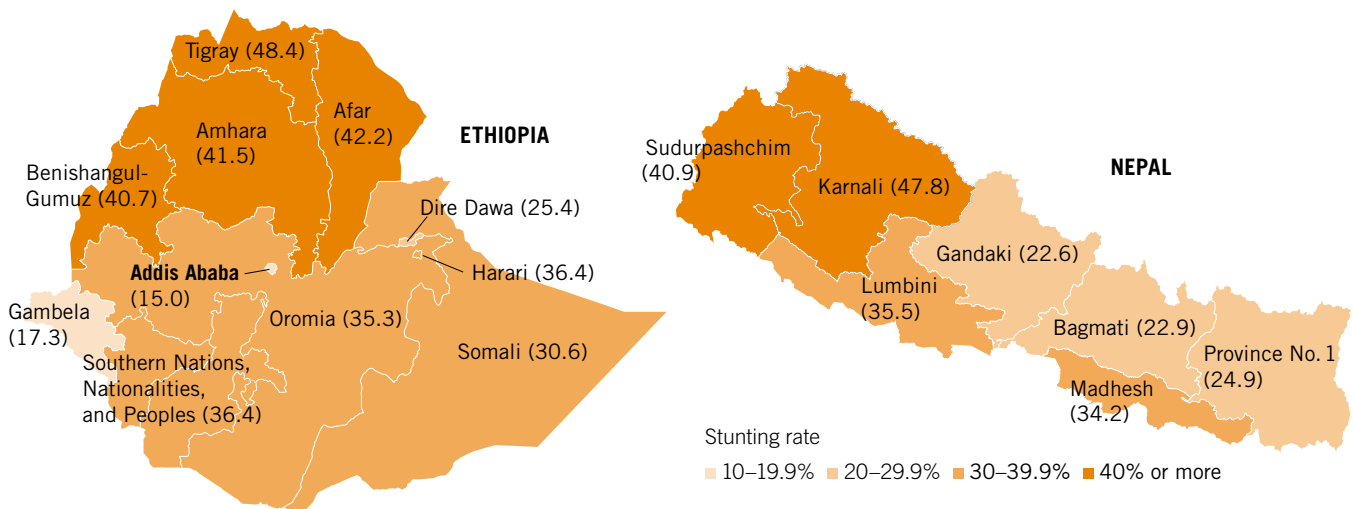 Tigray (48.4)
Afar
(42.2)
Amhara
(41.5)
ETHIOPIA
Benishangul-
Gumuz (40.7)
Dire Dawa (25.4)
Addis Ababa
(15.0)
Harari (36.4)
Gambela
(17.3)
Oromia (35.3)
Somali (30.6)
Southern Nations,
Nationalities,
and Peoples (36.4)
Sudurpashchim
(40.9)
Karnali (47.8)
NEPAL
Gandaki (22.6)
Lumbini
(35.5)
Bagmati (22.9)
Province No. 1
(24.9)
Madhesh
(34.2)
Stunting rate
10–19.9% 20–29.9% 30–39.9% 40% or more